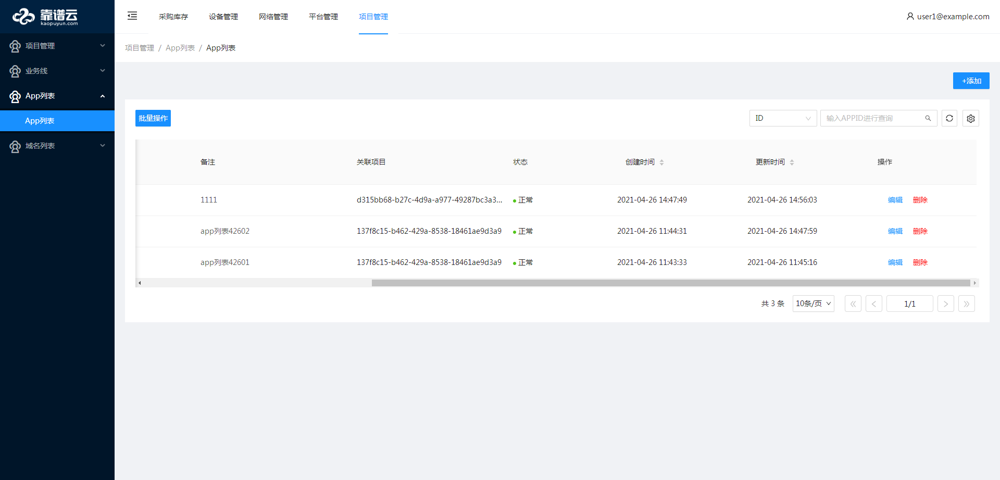 靠谱云
kaopuyun.com
采购库存 设备管理 网络管理 平台管理 项目管理
user1@example.com
项目管理
业务线
App列表
App列表
域名列表
项目管理 / App列表 / App列表
+添加
批量操作
ID
输入APPID进行查询
备注 关联项目 状态 创建时间 更新时间 操作
1111 d315bb68-b27c-4d9a-a977-49287bc3a3... 正常 2021-04-26 14:47:49 2021-04-26 14:56:03 编辑 删除
app列表42602 137f8c15-b462-429a-8538-18461ae9d3a9 正常 2021-04-26 11:44:31 2021-04-26 14:47:59 编辑 删除
app列表42601 137f8c15-b462-429a-8538-18461ae9d3a9 正常 2021-04-26 11:43:33 2021-04-26 11:45:16 编辑 删除
共 3 条 10条/页 1/1